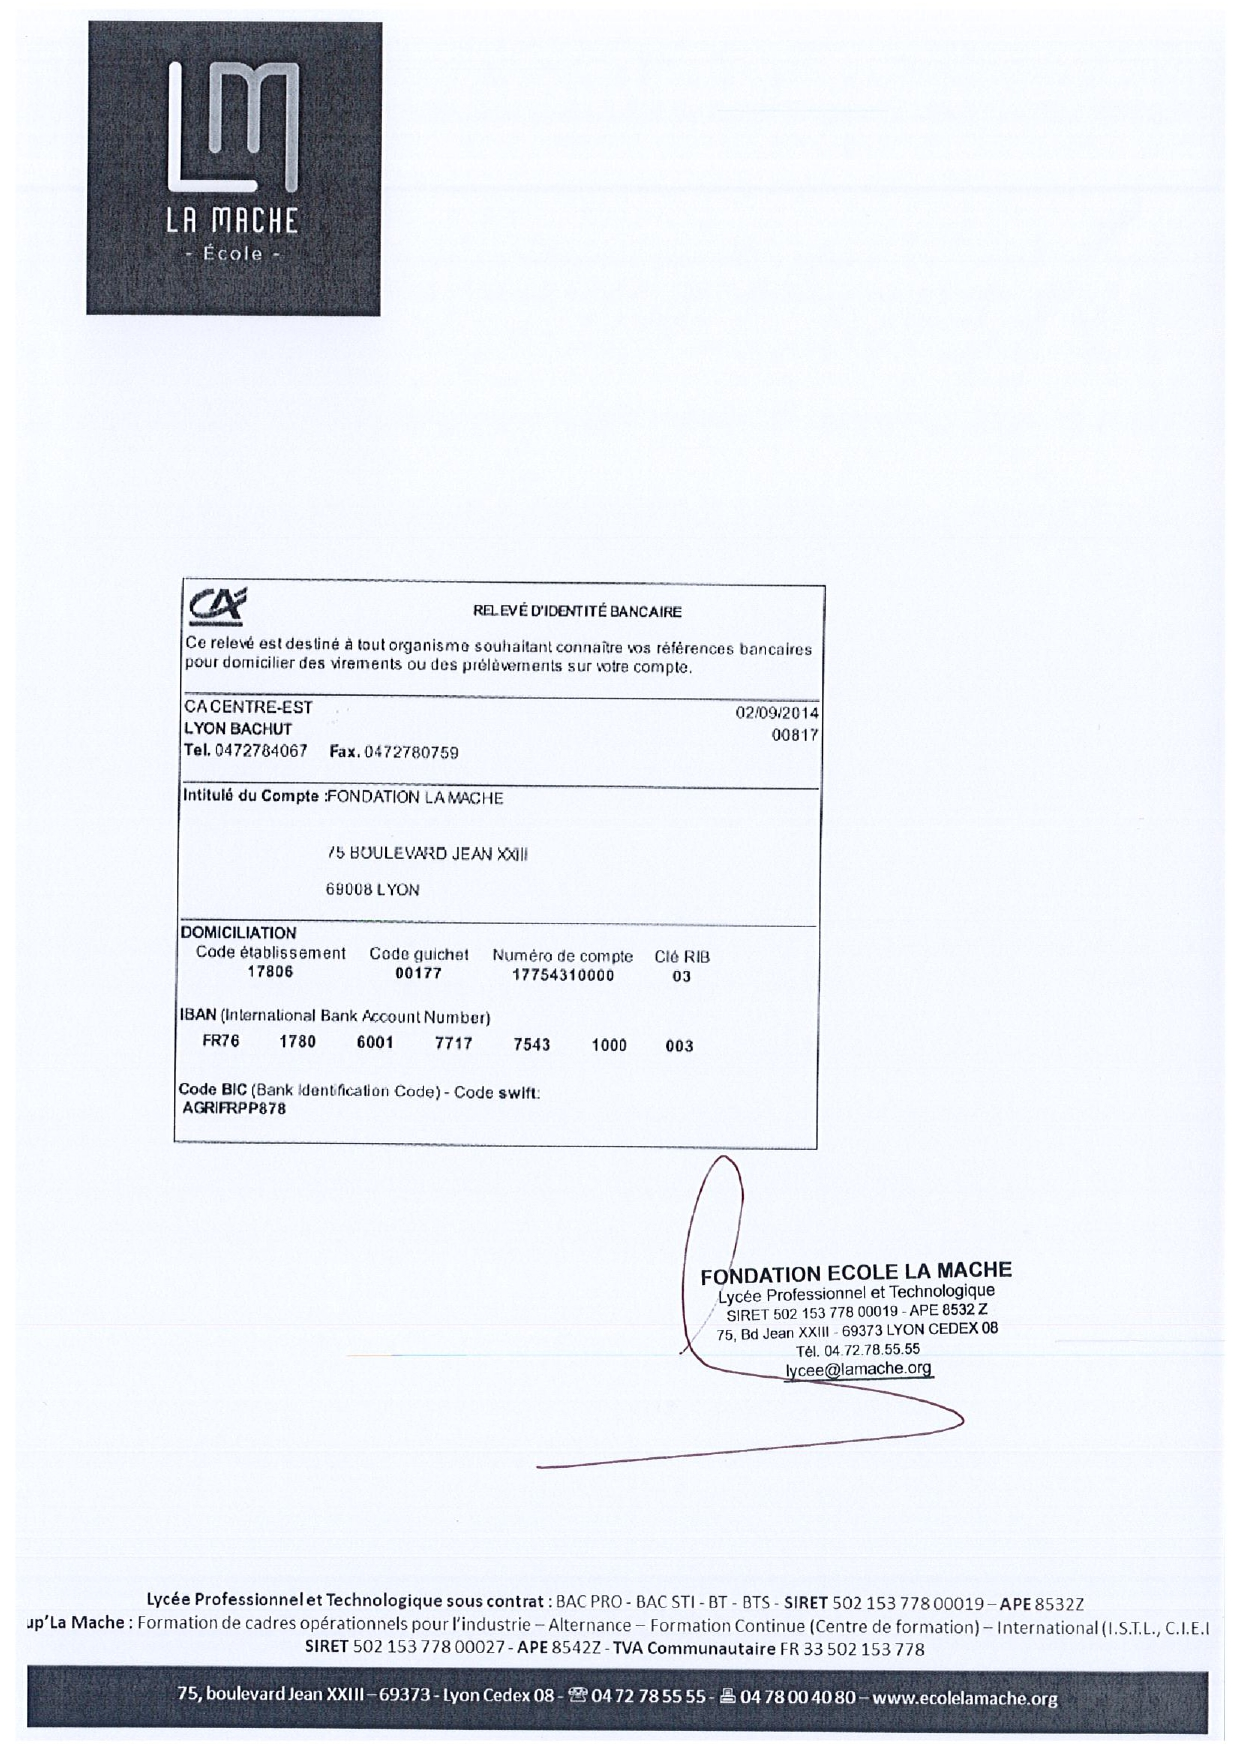 LM
LA MACHE
- École -
CA
RELEVÉ D'IDENTITÉ BANCAIRE
Ce relevé est destiné à tout organisme souhaitant connaître vos références bancaires
pour domicilier des virements ou des prélèvements sur votre compte.
CA CENTRE-EST
02/09/2014
LYON BACHUT
00817
Tel. 0472784067 Fax. 0472780759
Intitulé du Compte :FONDATION LA MACHE
75 BOULEVARD JEAN XXIII
69008 LYON
DOMICILIATION
Code établissement Code guichet Numéro de compte Clé RIB
17806 00177 17754310000 03
IBAN (International Bank Account Number)
FR76 1780 6001 7717 7543 1000 003
Code BIC (Bank Identification Code) - Code swift:
AGRIFRPP878
FONDATION ECOLE LA MACHE
Lycée Professionnel et Technologique
SIRET 502 153 778 00019 - APE 8532 Z
75, Bd Jean XXIII - 69373 LYON CEDEX 08
Tél. 04.72.78.55.55
lycee@lamache.org
Lycée Professionnel et Technologique sous contrat : BAC PRO - BAC STI - BT - BTS - SIRET 502 153 778 00019 – APE 8532Z
up'La Mache : Formation de cadres opérationnels pour l'industrie – Alternance – Formation Continue (Centre de formation) – International (I.S.T.L., C.I.E.I
SIRET 502 153 778 00027 - APE 8542Z - TVA Communautaire FR 33 502 153 778
75, boulevard Jean XXIII – 69373 - Lyon Cedex 08 - ☏ 04 72 78 55 55 - 04 78 00 40 80 – www.ecolelamache.org